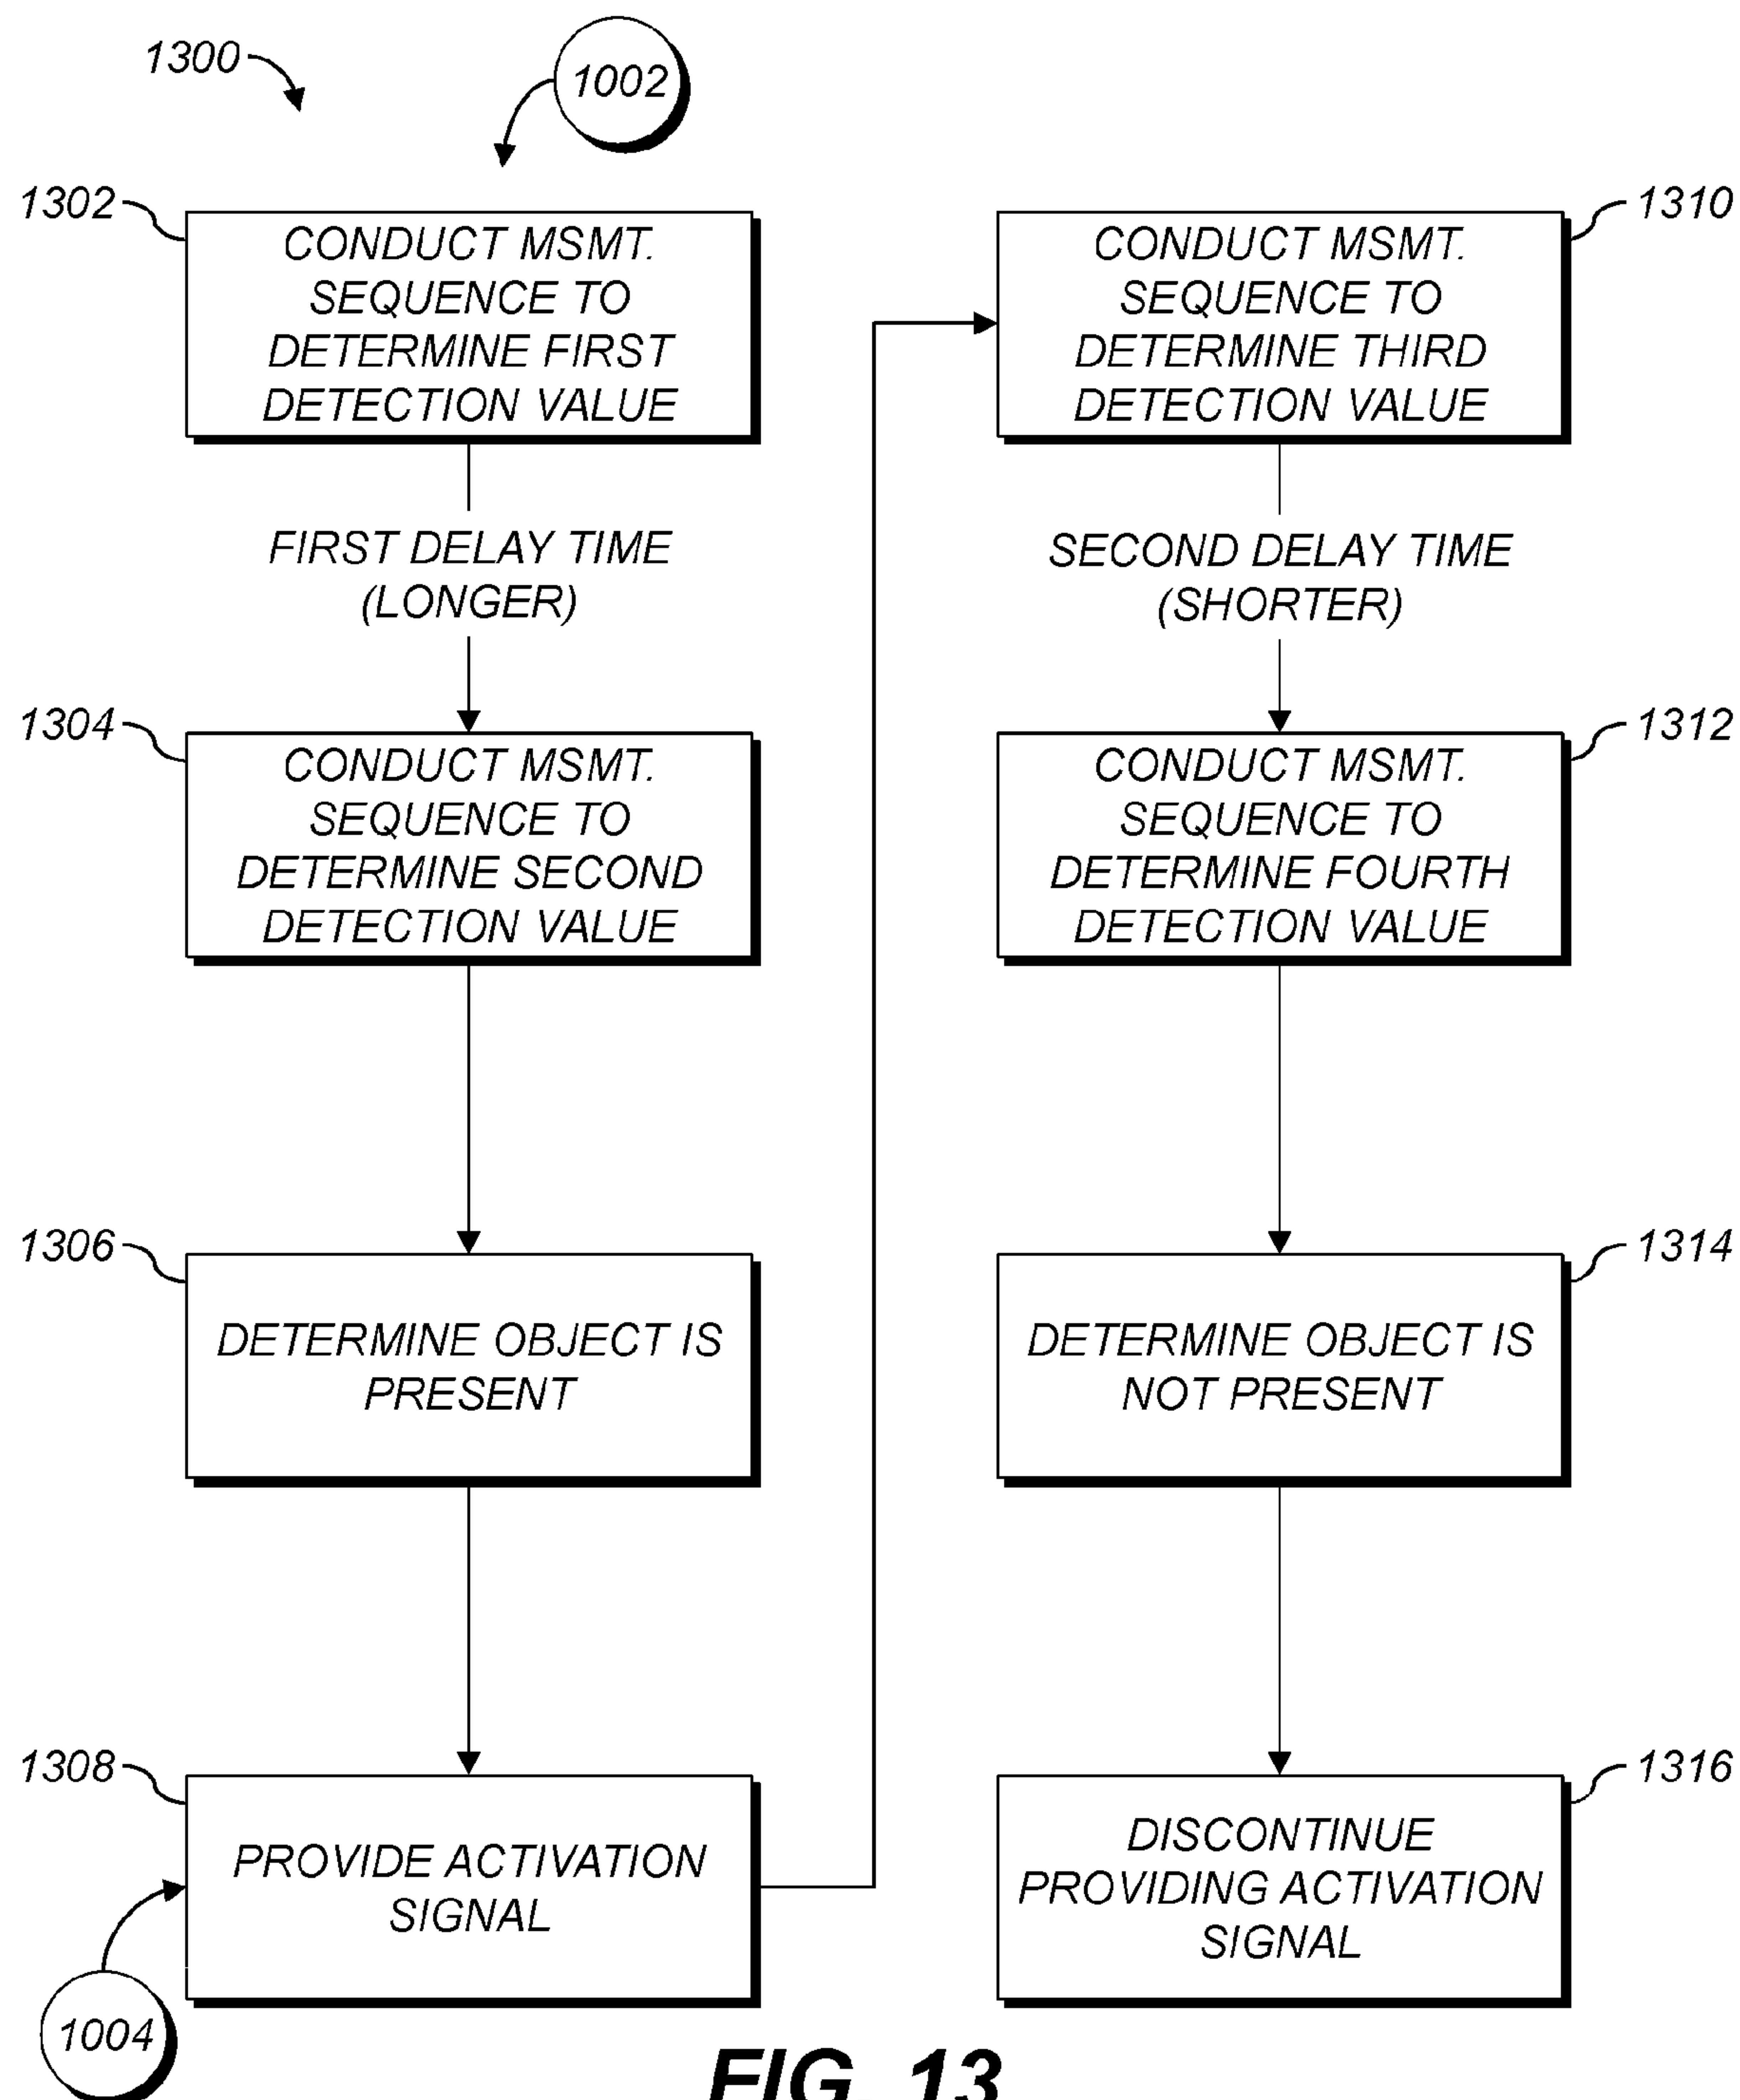 1300
1002
1302
CONDUCT MSMT.
SEQUENCE TO
DETERMINE FIRST
DETECTION VALUE
FIRST DELAY TIME
(LONGER)
1304
CONDUCT MSMT.
SEQUENCE TO
DETERMINE SECOND
DETECTION VALUE
1306
DETERMINE OBJECT IS
PRESENT
1308
PROVIDE ACTIVATION
SIGNAL
1004
1310
CONDUCT MSMT.
SEQUENCE TO
DETERMINE THIRD
DETECTION VALUE
SECOND DELAY TIME
(SHORTER)
1312
CONDUCT MSMT.
SEQUENCE TO
DETERMINE FOURTH
DETECTION VALUE
1314
DETERMINE OBJECT IS
NOT PRESENT
1316
DISCONTINUE
PROVIDING ACTIVATION
SIGNAL
FIG. 13